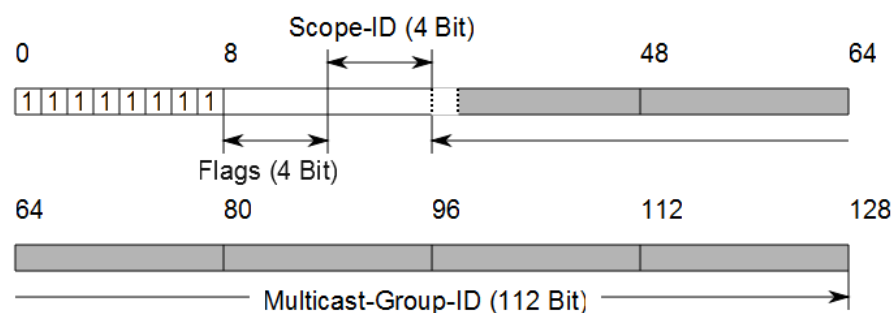 Scope-ID (4 Bit)
0 8 48 64
1 1 1 1 1 1 1 1
Flags (4 Bit)
64 80 96 112 128
Multicast-Group-ID (112 Bit)